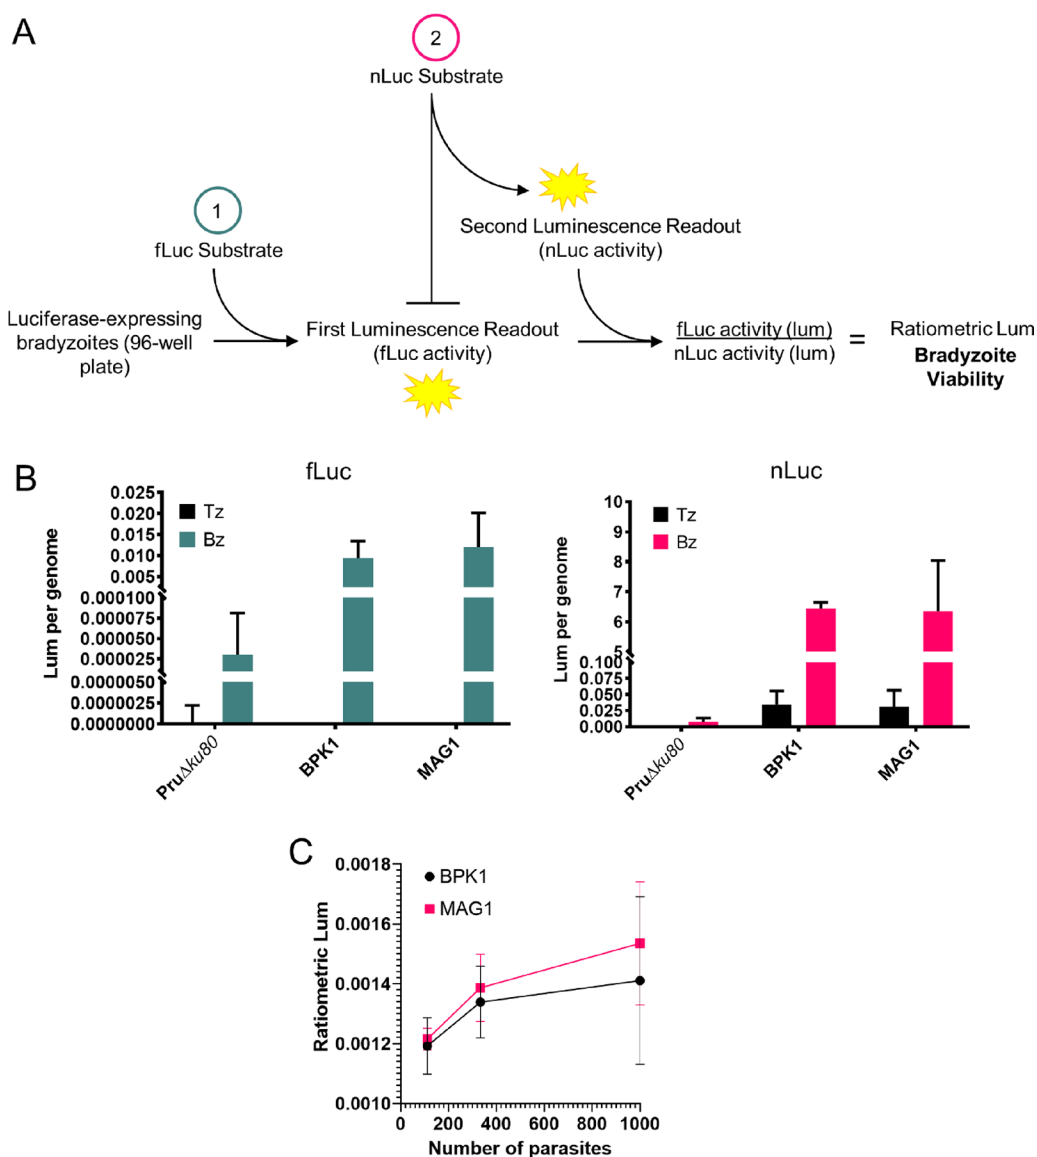 A
2
nLuc Substrate
1
fLuc Substrate
Second Luminescence Readout
(nLuc activity)
Luciferase-expressing
bradyzoites (96-well
plate)
First Luminescence Readout
(fLuc activity)
fLuc activity (lum)
nLuc activity (lum)
=
Ratiometric Lum
Bradyzoite
Viability
B
fLuc
Lum per genome
0.025
0.020
0.015
0.010
0.005
0.000100
0.000050
0.000025
0.0000050
0.0000025
0.0000000
Tz
Bz
PruΔku80
BPK1
MAG1
nLuc
Lum per genome
10
9
8
7
6
5
0.100
0.075
0.050
0.025
0.000
Tz
Bz
PruΔku80
BPK1
MAG1
C
Ratiometric Lum
0.0018
0.0016
0.0014
0.0012
0.0010
BPK1
MAG1
0
200
400
600
800
1000
Number of parasites